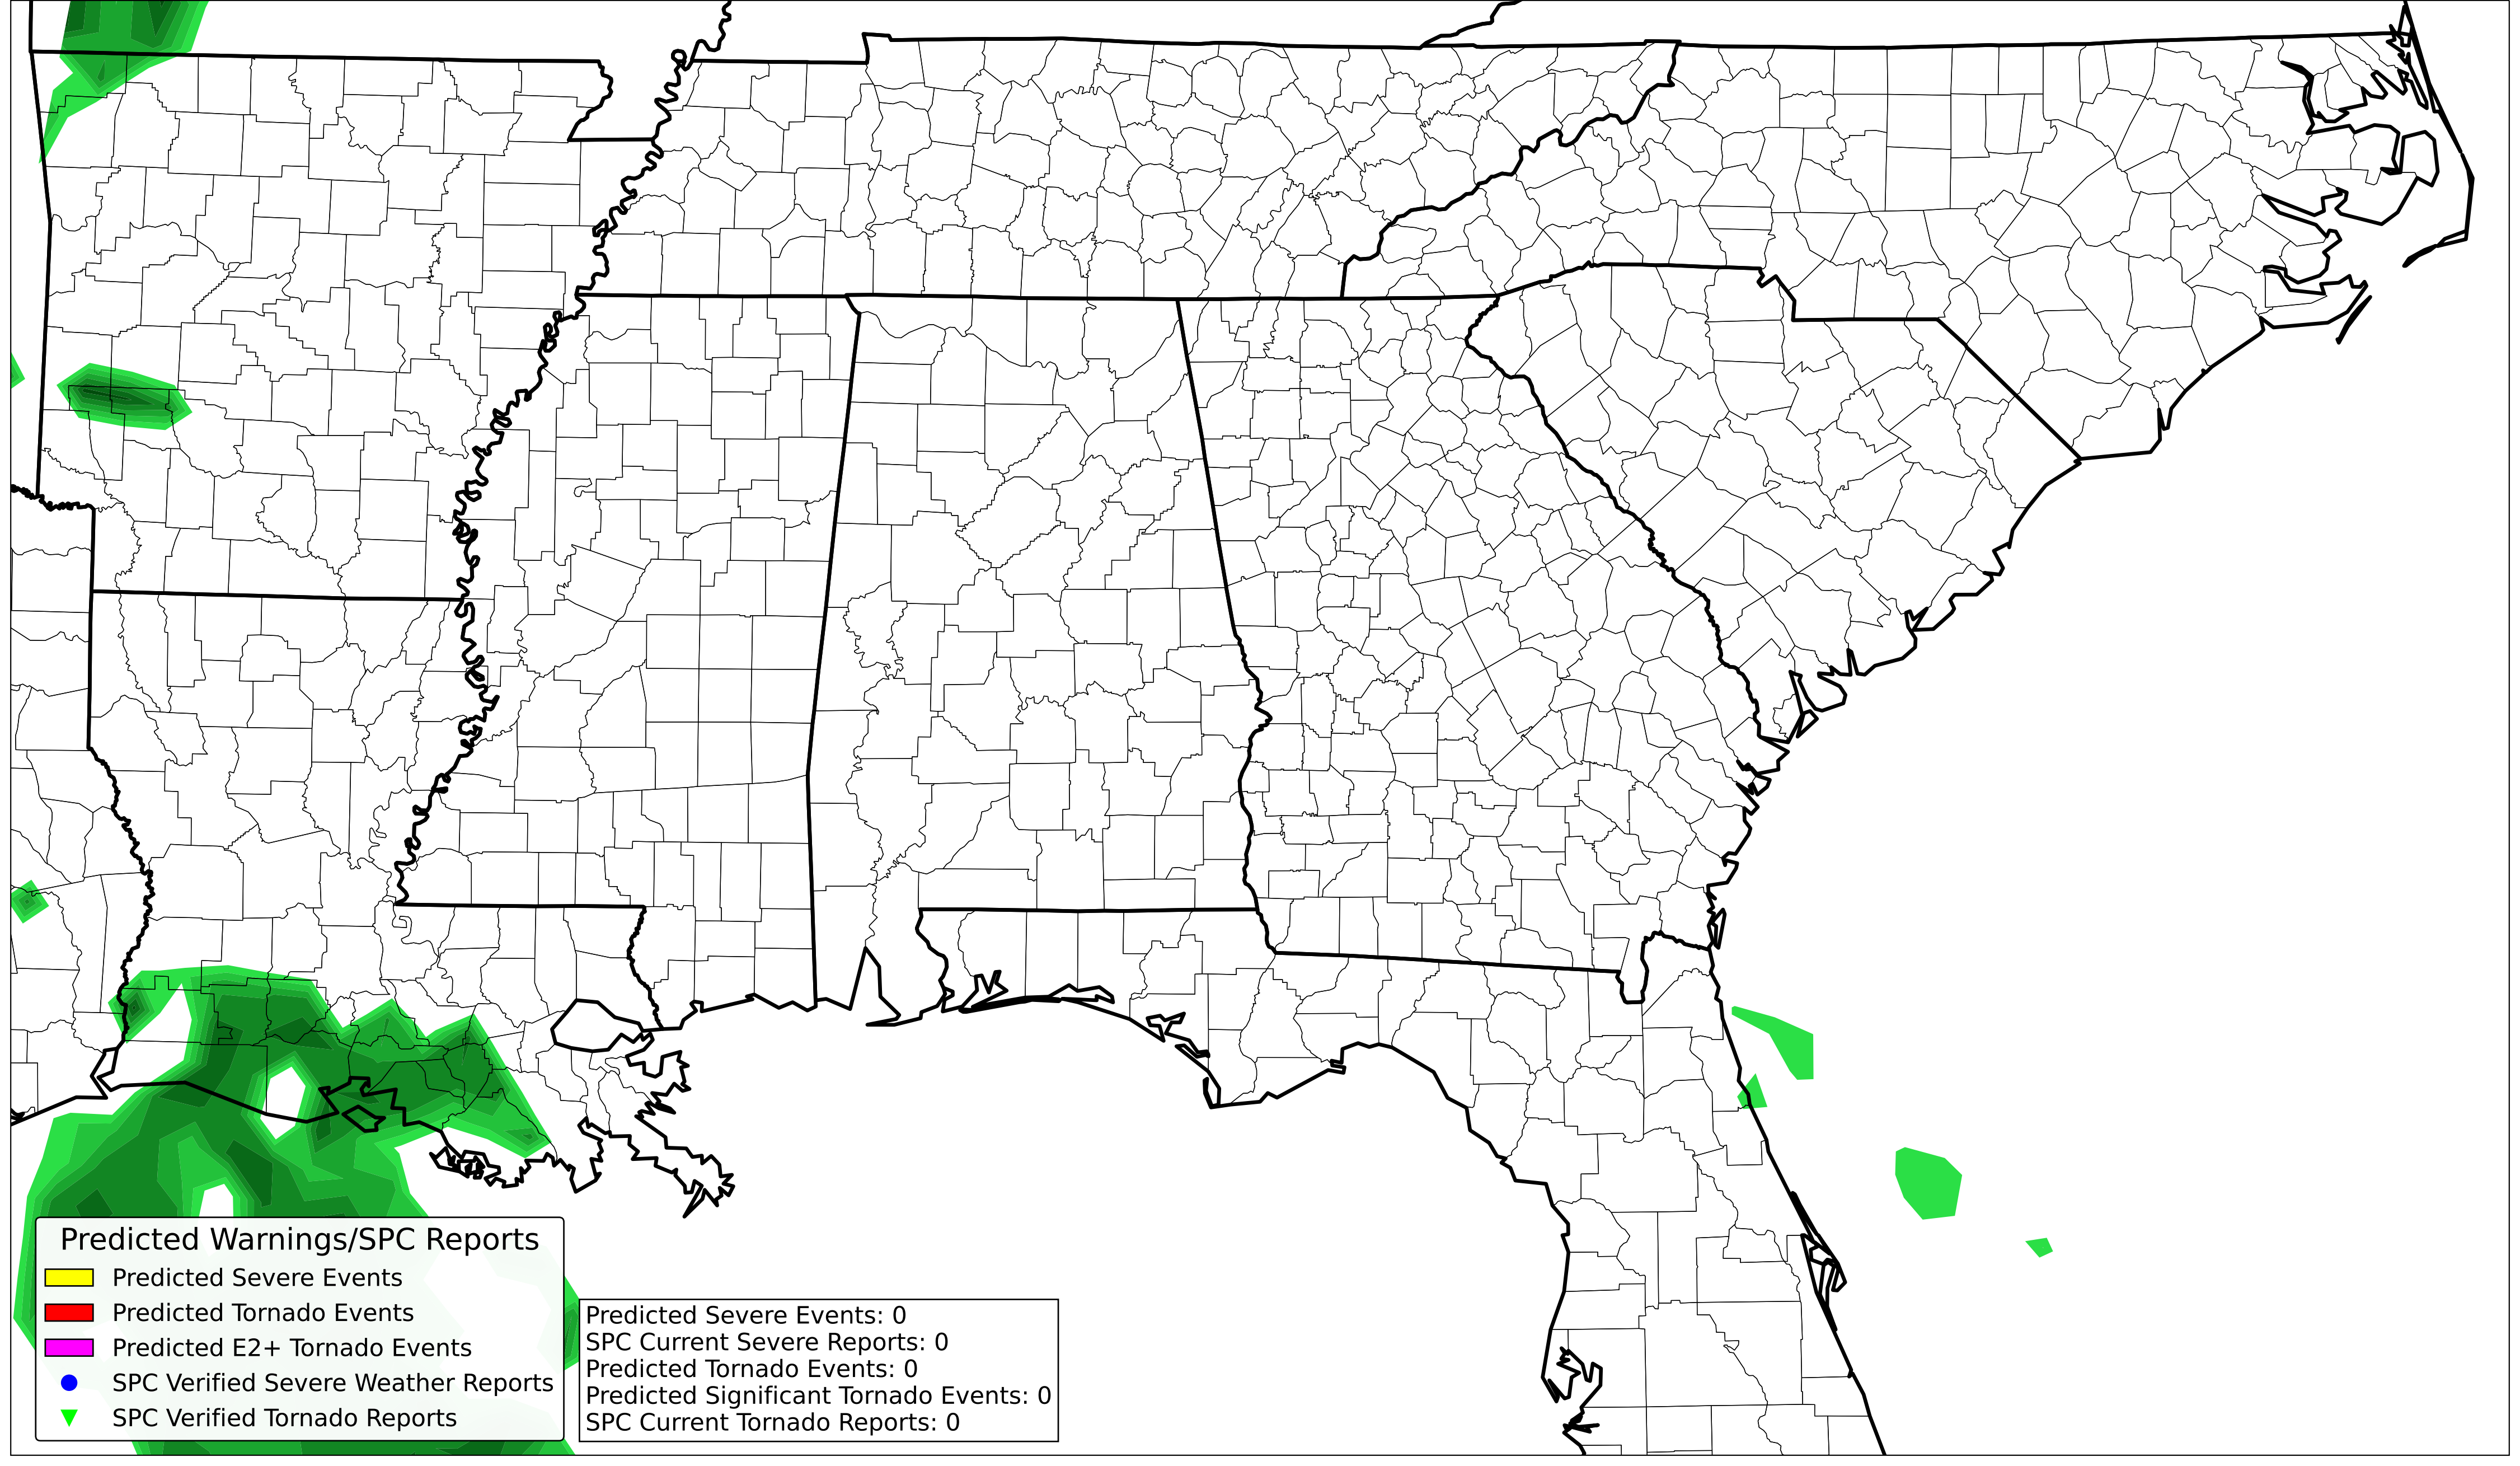 Predicted Warnings/SPC Reports
Predicted Severe Events
Predicted Tornado Events
Predicted E2+ Tornado Events
SPC Verified Severe Weather Reports
SPC Verified Tornado Reports
Predicted Severe Events: 0
SPC Current Severe Reports: 0
Predicted Tornado Events: 0
Predicted Significant Tornado Events: 0
SPC Current Tornado Reports: 0